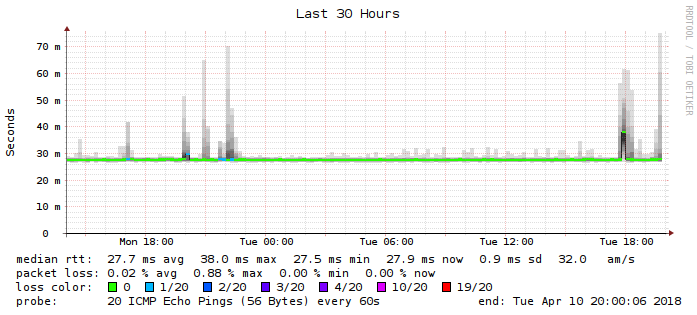 Last 30 Hours
RRDTOOL / TOBI OETIKER
Seconds
70 m
60 m
50 m
40 m
30 m
20 m
10 m
0
Mon 18:00 Tue 00:00 Tue 06:00 Tue 12:00 Tue 18:00
median rtt: 27.7 ms avg 38.0 ms max 27.5 ms min 27.9 ms now 0.9 ms sd 32.0 am/s
packet loss: 0.02 % avg 0.88 % max 0.00 % min 0.00 % now
loss color: 0 1/20 2/20 3/20 4/20 10/20 19/20
probe: 20 ICMP Echo Pings (56 Bytes) every 60s end: Tue Apr 10 20:00:06 2018